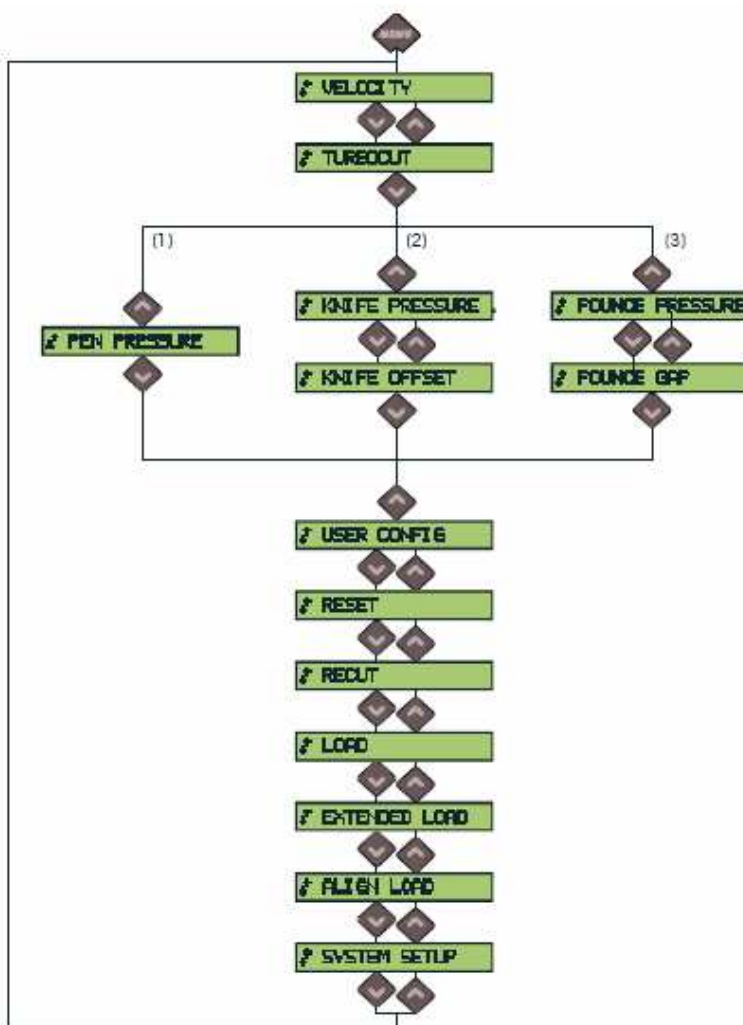 MENU
VELOCITY
TURBOCUT
(1)
(2)
(3)
KNIFE PRESSURE
POUNCE PRESSURE
PEN PRESSURE
KNIFE OFFSET
POUNCE GAP
USER CONFIG
RESET
RECUT
LOAD
EXTENDED LOAD
ALIGN LOAD
SYSTEM SETUP